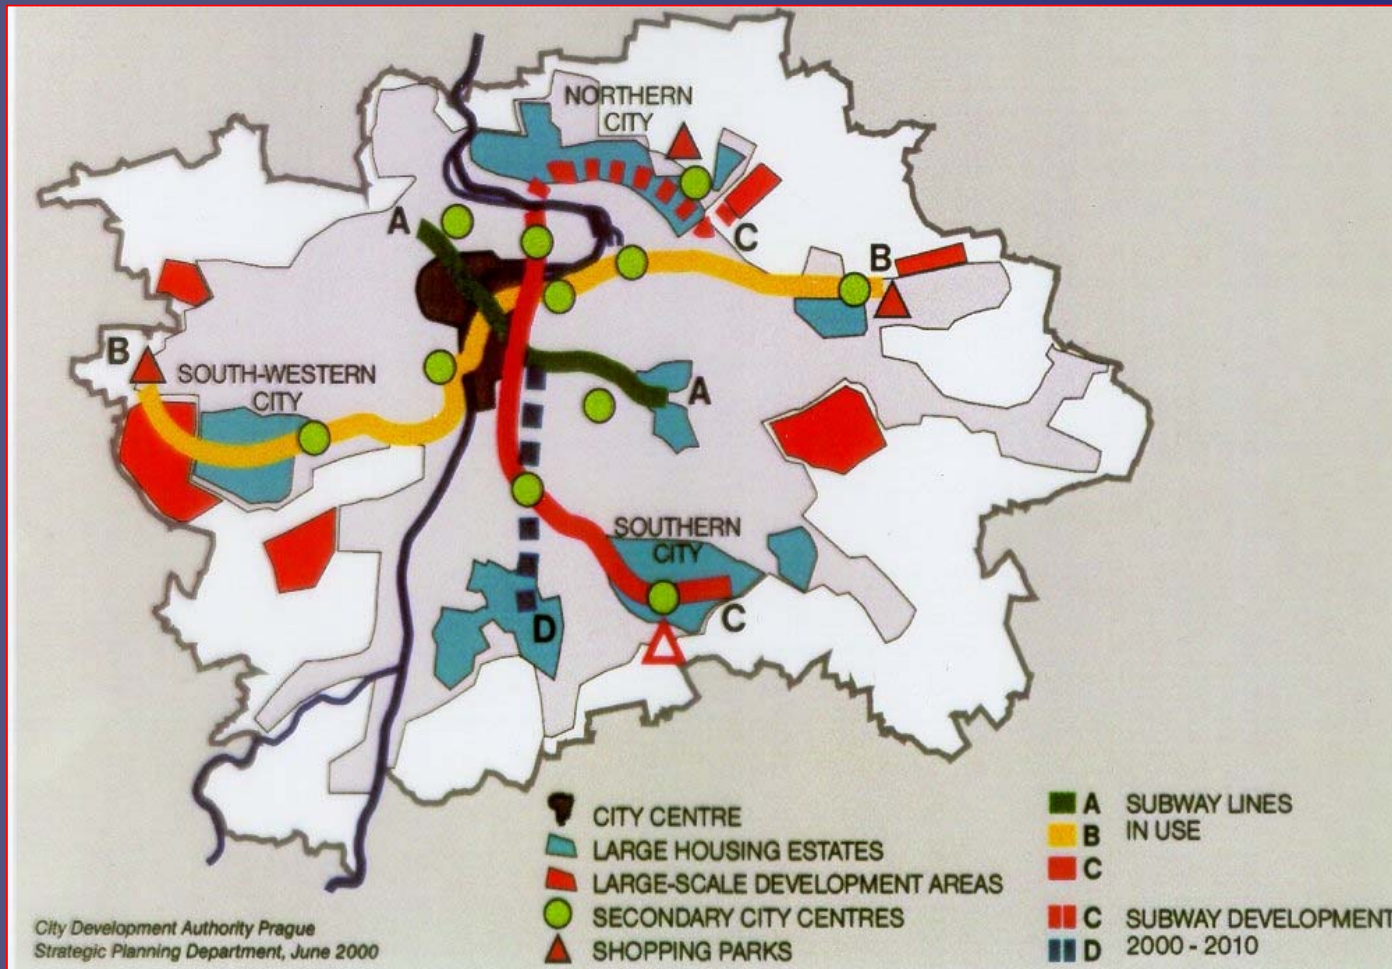 NORTHERN
CITY
A
C
B
B
SOUTH-WESTERN
CITY
A
SOUTHERN
CITY
C
D
CITY CENTRE
LARGE HOUSING ESTATES
LARGE-SCALE DEVELOPMENT AREAS
SECONDARY CITY CENTRES
SHOPPING PARKS
A SUBWAY LINES
B IN USE
C
C SUBWAY DEVELOPMENT
D 2000 - 2010
City Development Authority Prague
Strategic Planning Department, June 2000